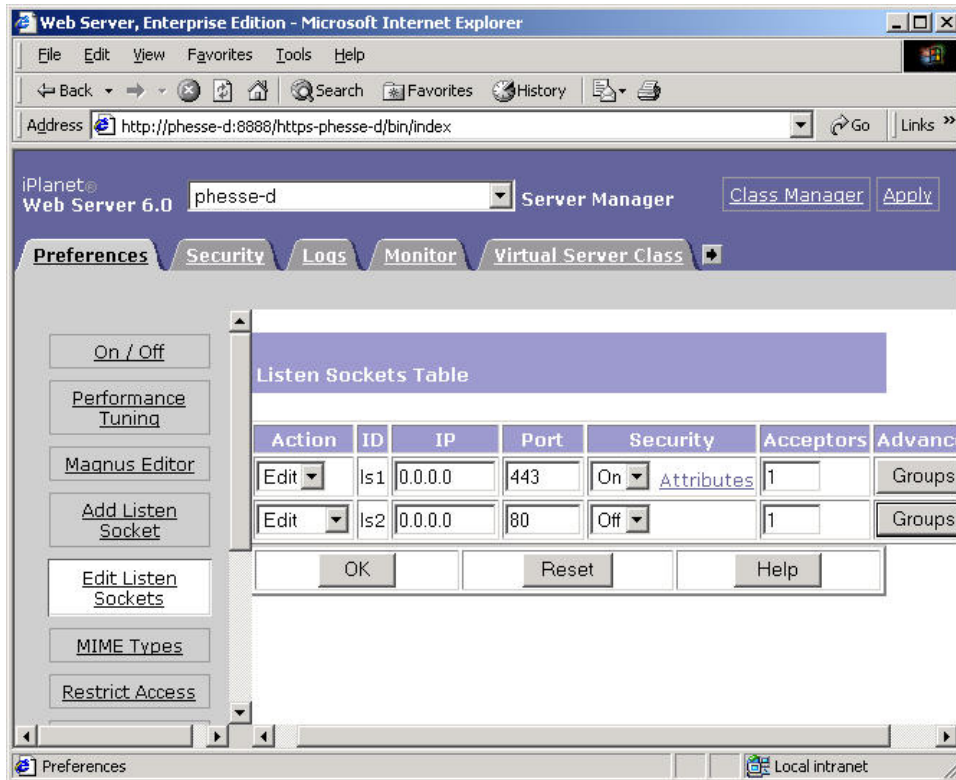 Web Server, Enterprise Edition - Microsoft Internet Explorer
File Edit View Favorites Tools Help
Back Search Favorites History
Address http://phesse-d:8888/https-phesse-d/bin/index Go Links »
iPlanet®
Web Server 6.0 phesse-d Server Manager Class Manager Apply
Preferences Security Logs Monitor Virtual Server Class
On / Off
Performance
Tuning
Magnus Editor
Add Listen
Socket
Edit Listen
Sockets
MIME Types
Restrict Access
Listen Sockets Table
Action ID IP Port Security Acceptors Advance
Edit ls1 0.0.0.0 443 On Attributes 1 Groups
Edit ls2 0.0.0.0 80 Off 1 Groups
OK Reset Help
Preferences Local intranet